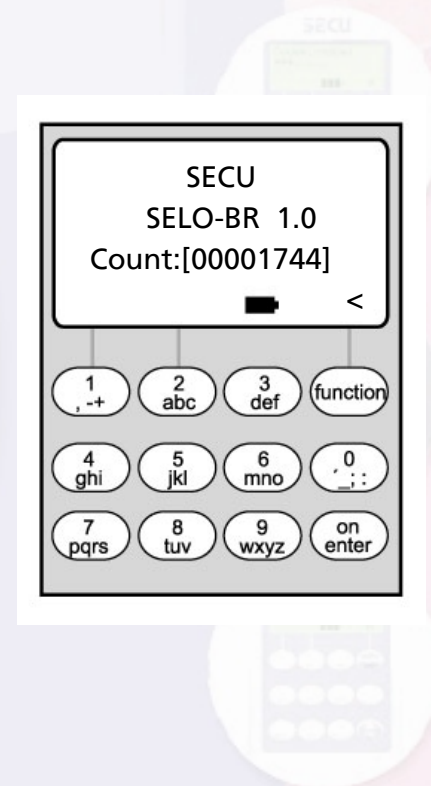 SECU
SECU
SELO-BR 1.0
Count:[00001744]
<
1 2 3 function
, -+ abc def
4 5 6 0
ghi jkl mno ´_; :
7 8 9 on
pqrs tuv wxyz enter